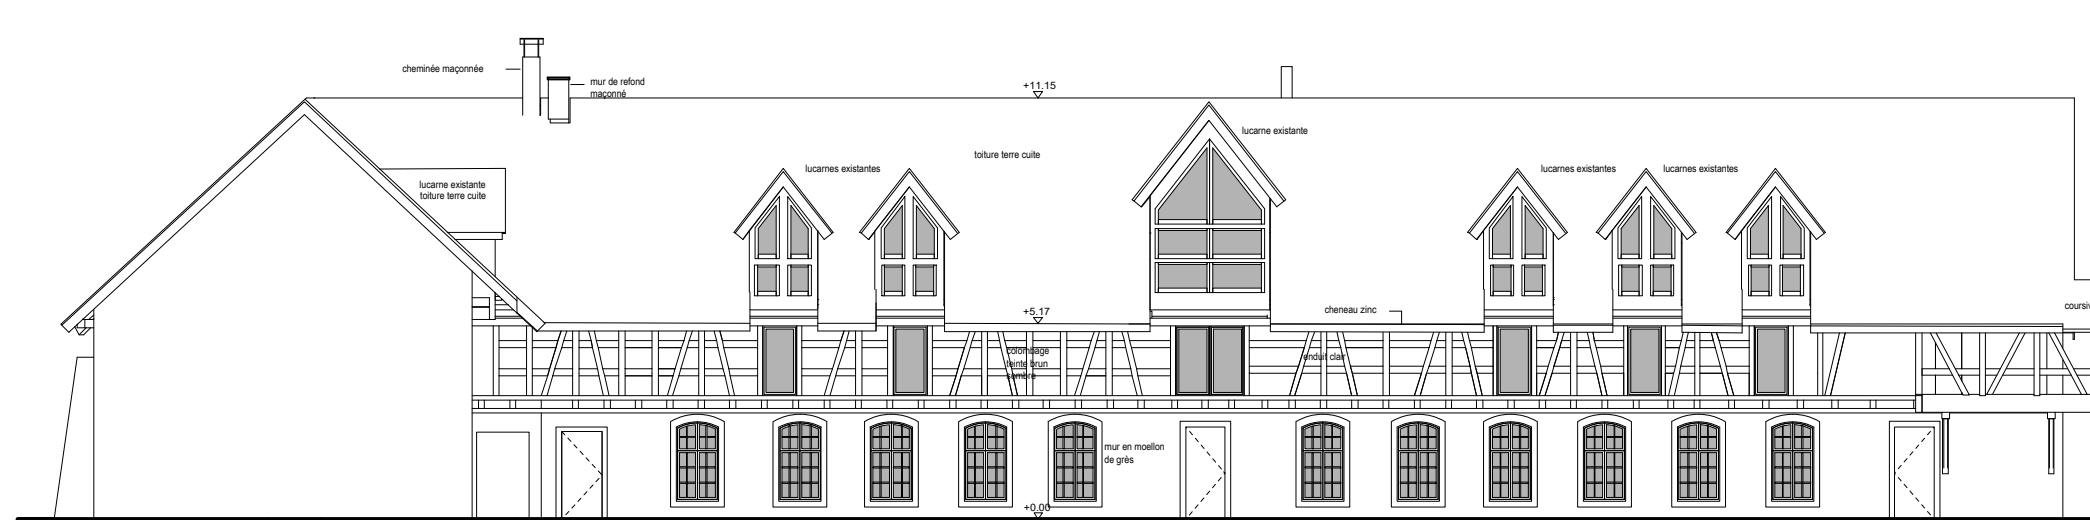 cheminée maçonnée
mur de refond
maçonné
+11.15
lucarne existante
toiture terre cuite
lucarnes existantes
lucarnes existantes
lucarnes existantes
lucarne existante
toiture terre cuite
+5.17
cheneau zinc
coursiv
colombage
teinte brun
sombre
enduit clair
mur en moellon
de grès
+0.00